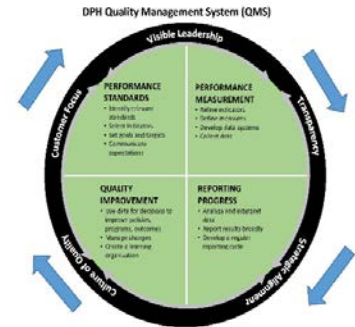 DPH Quality Management System (QMS)
Visible Leadership
Customer Focus
Transparency
PERFORMANCE
STANDARDS
• Identify relevant
standards
• Select indicators
• Set goals and targets
• Communicate
expectations
PERFORMANCE
MEASUREMENT
• Refine indicators
• Define measures
• Develop data systems
• Collect data
QUALITY
IMPROVEMENT
• Use data for decisions to
improve policies,
programs, outcomes
• Manage changes
• Create a learning
organization
REPORTING
PROGRESS
• Analyze and interpret
data
• Report results broadly
• Develop a regular
reporting cycle
Culture of Quality
Strategic Alignment